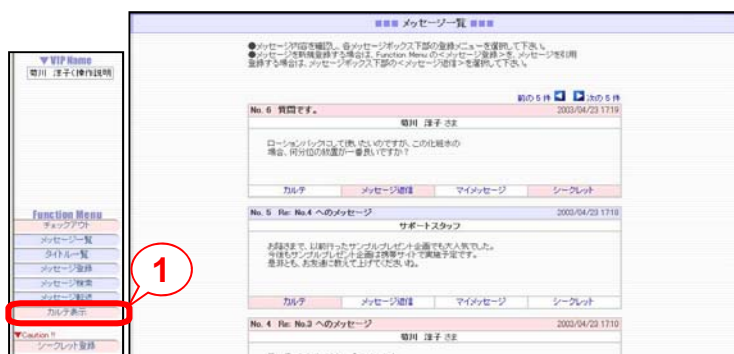 ■■■ メッセージ一覧 ■■■
●メッセージ内容を確認し、各メッセージボックス下部の登録メニューを選択して下さい。
●メッセージを新規登録する場合は、Function Menu の<メッセージ登録>を、メッセージを引用
登録する場合は、メッセージボックス下部の<メッセージ返信>を選択して下さい。
▼VIP Name
菊川 洋子(操作説明
前の5件 次の5件
No. 6 質問です。 2003/04/23 17:19
菊川 洋子 さま
ローションパックとして使いたいのですが、この化粧水の
場合、何分位の放置が一番良いですか?
カルテ メッセージ返信 マイメッセージ シークレット
Function Menu
チェックアウト
メッセージ一覧
タイトル一覧
メッセージ登録
メッセージ検索
メッセージ転送
カルテ表示
1
▼Caution !!
シークレット登録
No. 5 Re: No.4 へのメッセージ 2003/04/23 17:18
サポートスタッフ
お陰さまで、以前行ったサンプルプレゼント企画でも大人気でした。
今後もサンプルプレゼント企画は携帯サイトで実施予定です。
是非とも、お友達に教えて上げてくださいね。
カルテ メッセージ返信 マイメッセージ シークレット
No. 4 Re: No.3 へのメッセージ 2003/04/23 17:10
菊川 洋子 さま